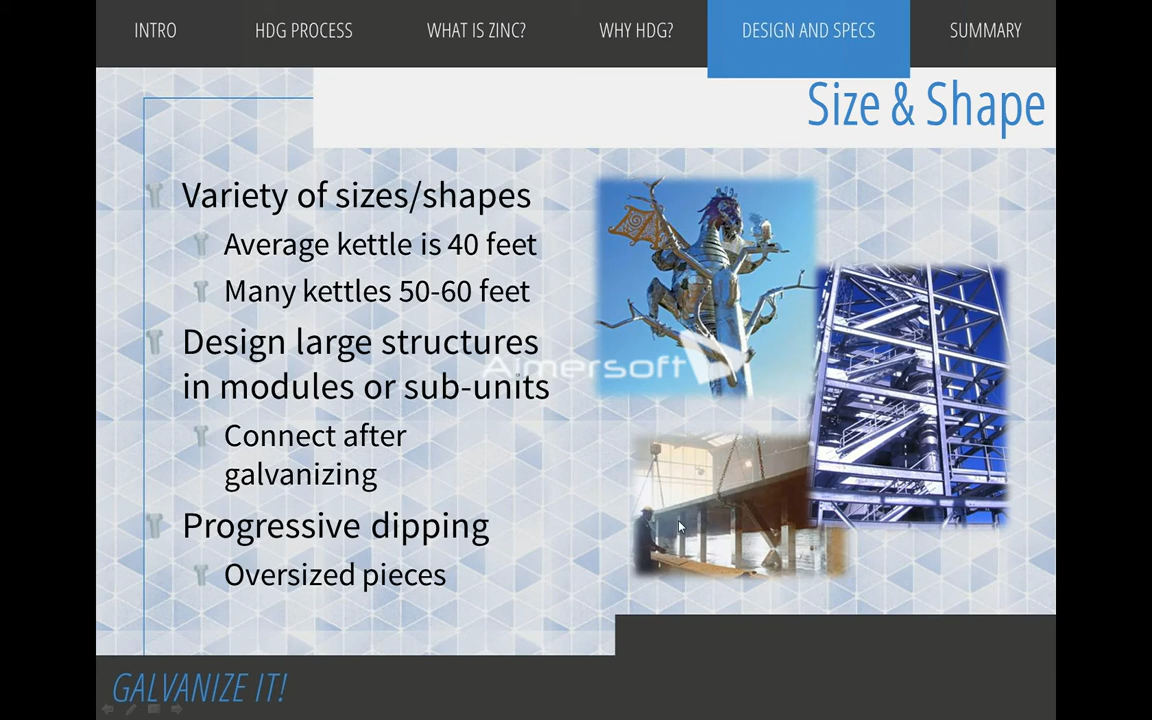 INTRO
HDG PROCESS
WHAT IS ZINC?
WHY HDG?
DESIGN AND SPECS
SUMMARY
Size & Shape
Variety of sizes/shapes
Average kettle is 40 feet
Many kettles 50-60 feet
Design large structures
in modules or sub-units
Aimersoft
Connect after
galvanizing
Progressive dipping
Oversized pieces
GALVANIZE IT!